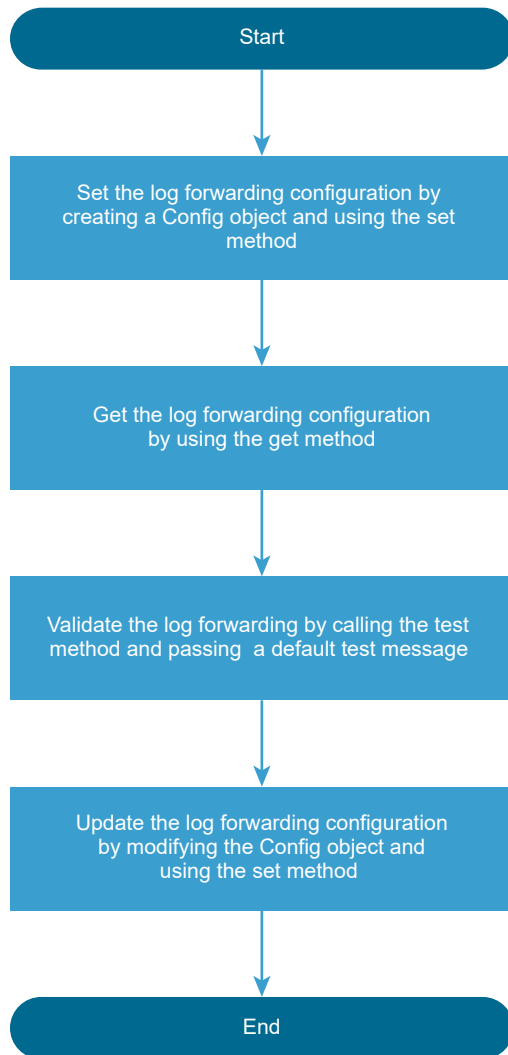 Start
Set the log forwarding configuration by
creating a Config object and using the set
method
Get the log forwarding configuration
by using the get method
Validate the log forwarding by calling the test
method and passing  a default test message
Update the log forwarding configuration
by modifying the Config object and
using the set method
End